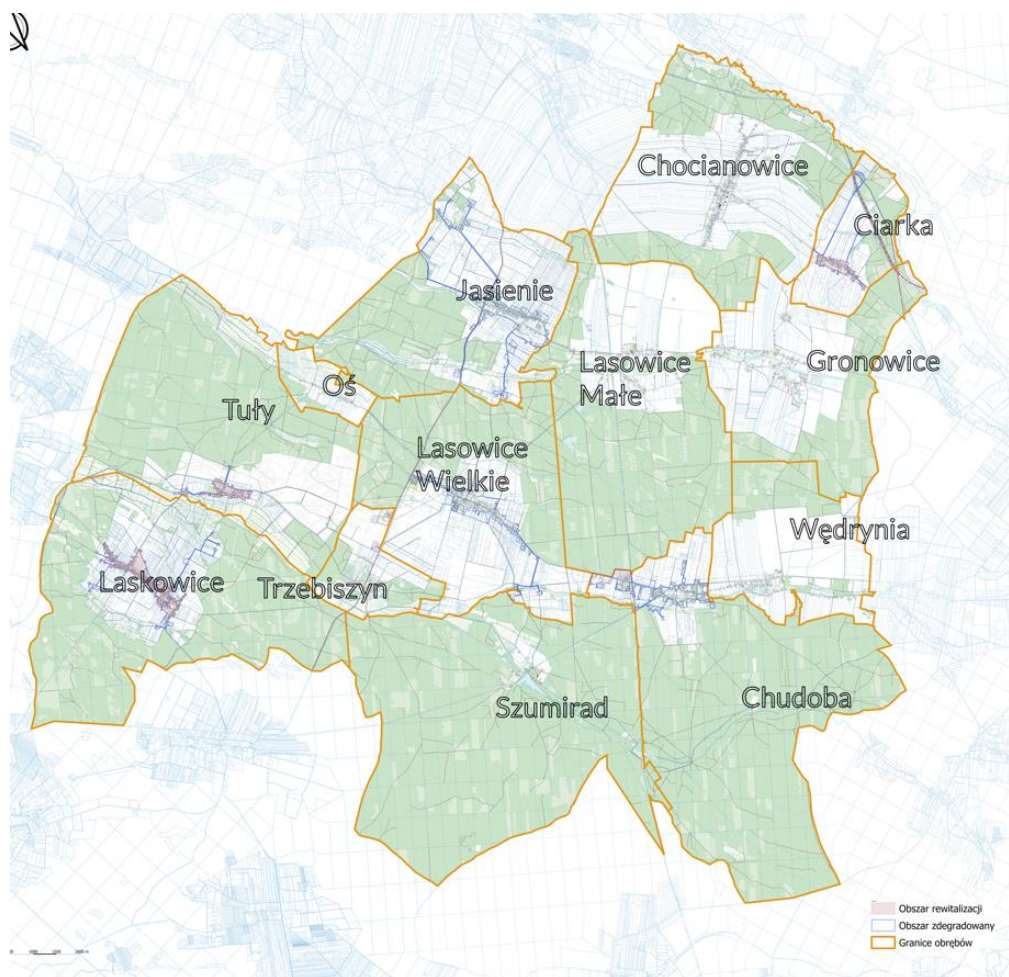 Chocianowice
Ciarka
Jasienie
Lasowice
Małe
Gronowice
Oś
Tuły
Lasowice
Wielkie
Wędrynia
Laskowice
Trzebiszyn
Szumirad
Chudoba
Obszar rewitalizacji
Obszar zdegradowany
Granice obrębów